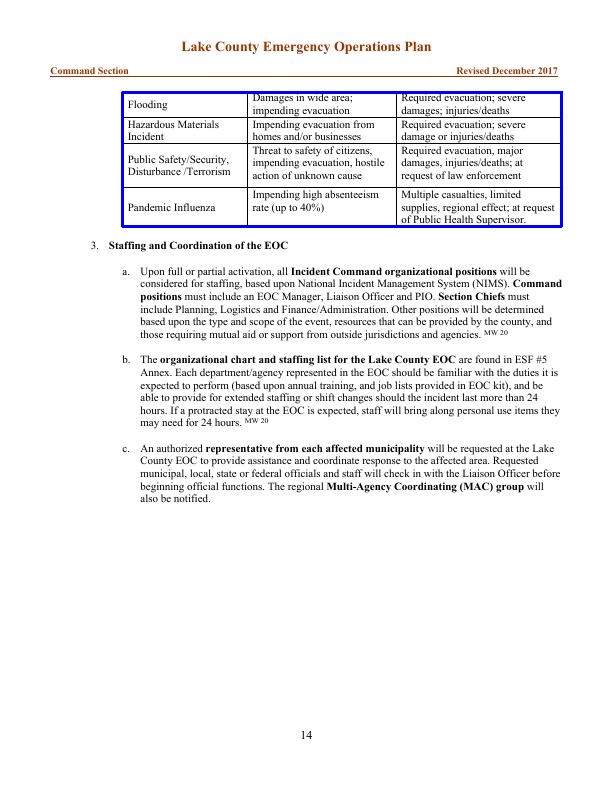 Lake County Emergency Operations Plan
Command Section Revised December 2017
Flooding
Damages in wide area;
impending evacuation
Required evacuation; severe
damages; injuries/deaths
Hazardous Materials
Incident
Impending evacuation from
homes and/or businesses
Required evacuation; severe
damage or injuries/deaths
Public Safety/Security,
Disturbance /Terrorism
Threat to safety of citizens,
impending evacuation, hostile
action of unknown cause
Required evacuation, major
damages, injuries/deaths; at
request of law enforcement
Pandemic Influenza
Impending high absenteeism
rate (up to 40%)
Multiple casualties, limited
supplies, regional effect; at request
of Public Health Supervisor.
3. Staffing and Coordination of the EOC
a. Upon full or partial activation, all Incident Command organizational positions will be
considered for staffing, based upon National Incident Management System (NIMS). Command
positions must include an EOC Manager, Liaison Officer and PIO. Section Chiefs must
include Planning, Logistics and Finance/Administration. Other positions will be determined
based upon the type and scope of the event, resources that can be provided by the county, and
those requiring mutual aid or support from outside jurisdictions and agencies. MW 20
b. The organizational chart and staffing list for the Lake County EOC are found in ESF #5
Annex. Each department/agency represented in the EOC should be familiar with the duties it is
expected to perform (based upon annual training, and job lists provided in EOC kit), and be
able to provide for extended staffing or shift changes should the incident last more than 24
hours. If a protracted stay at the EOC is expected, staff will bring along personal use items they
may need for 24 hours. MW 20
c. An authorized representative from each affected municipality will be requested at the Lake
County EOC to provide assistance and coordinate response to the affected area. Requested
municipal, local, state or federal officials and staff will check in with the Liaison Officer before
beginning official functions. The regional Multi-Agency Coordinating (MAC) group will
also be notified.
14